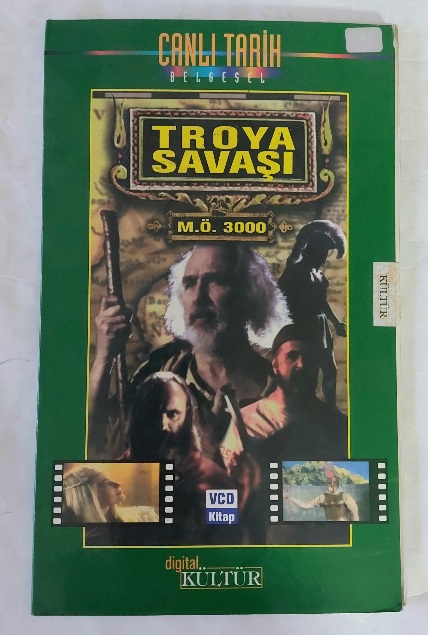 CANLI TARİH
BELGESEL
TROYA
SAVAŞI
M.Ö. 3000
KÜLTÜR
VCD
Kitap
digital
KÜLTÜR